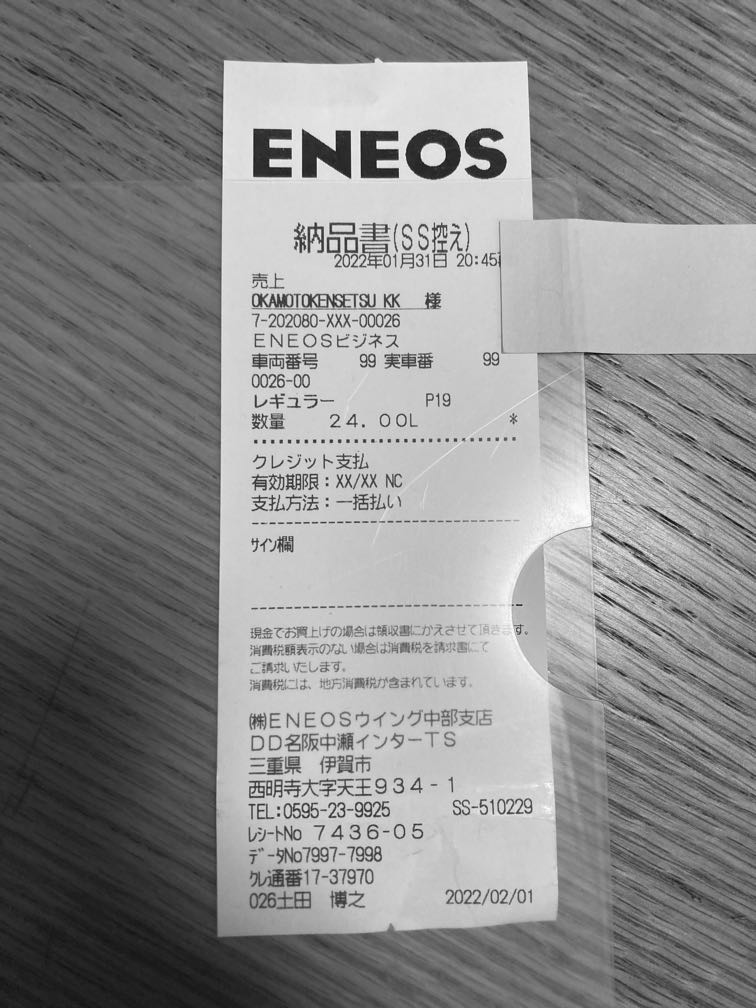 ENEOS
納品書(SS控え)
2022年01月31日 20:45
売上
OKAMOTOKENSETSU KK 様
7-202080-XXX-00026
ENEOSビジネス
車両番号 99 実車番 99
0026-00
レギュラー P19
数量 24.00L *
クレジット支払
有効期限:XX/XX NC
支払方法:一括払い
サイン欄
現金でお買上げの場合は領収書にかえさせて頂きます。
消費税額表示のない場合は消費税を請求書にて
ご請求いたします。
消費税には、地方消費税が含まれています。
㈱ENEOSウイング中部支店
DD名阪中瀬インターTS
三重県 伊賀市
西明寺大字天王934-1
TEL:0595-23-9925 SS-510229
レシートNo 7436-05
データNo7997-7998
クレ通番17-37970
026土田 博之 2022/02/01